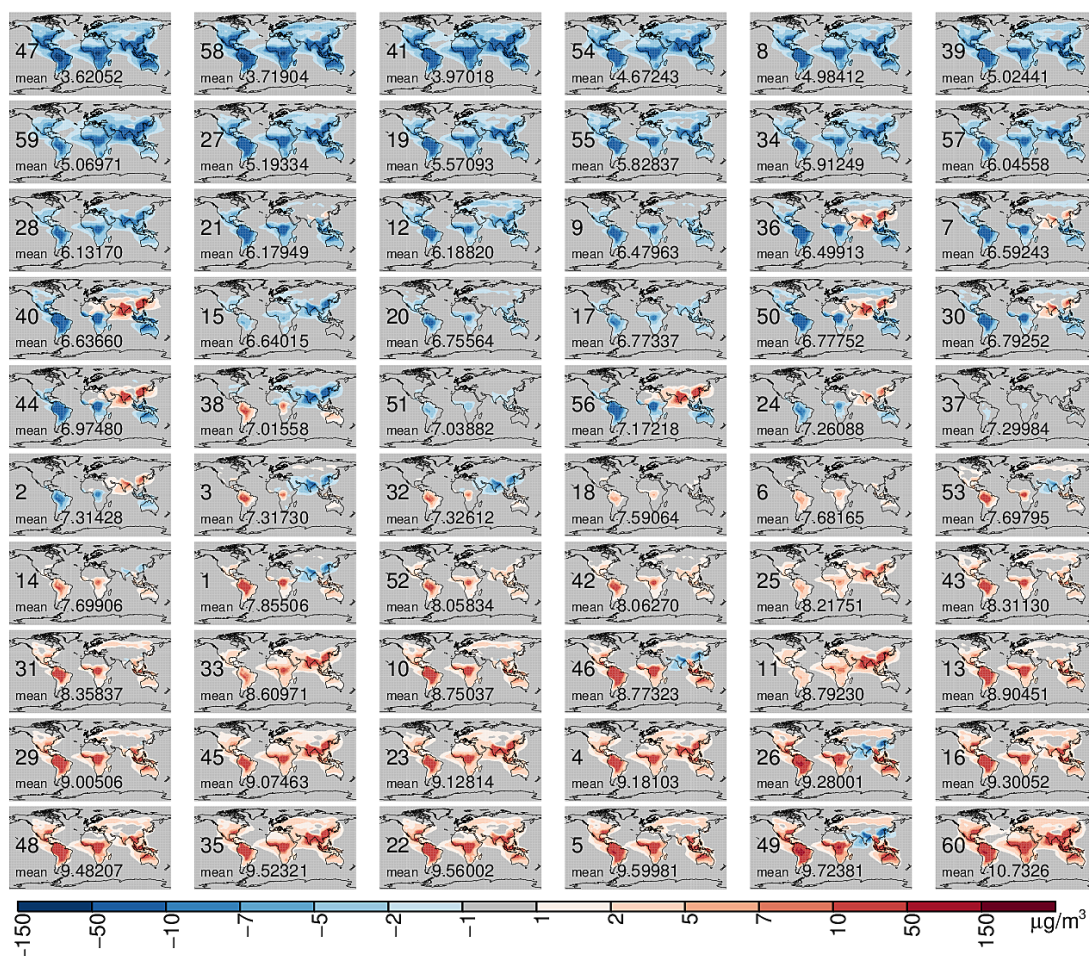 47 58 41 54 8 39
mean 3.62052 mean 3.71904 mean 3.97018 mean 4.67243 mean 4.98412 mean 5.02441
59 27 19 55 34 57
mean 5.06971 mean 5.19334 mean 5.57093 mean 5.82837 mean 5.91249 mean 6.04558
28 21 12 9 36 7
mean 6.13170 mean 6.17949 mean 6.18820 mean 6.47963 mean 6.49913 mean 6.59243
40 15 20 17 50 30
mean 6.63660 mean 6.64015 mean 6.75564 mean 6.77337 mean 6.77752 mean 6.79252
44 38 51 56 24 37
mean 6.97480 mean 7.01558 mean 7.03882 mean 7.17218 mean 7.26088 mean 7.29984
2 3 32 18 6 53
mean 7.31428 mean 7.31730 mean 7.32612 mean 7.59064 mean 7.68165 mean 7.69795
14 1 52 42 25 43
mean 7.69906 mean 7.85506 mean 8.05834 mean 8.06270 mean 8.21751 mean 8.31130
31 33 10 46 11 13
mean 8.35837 mean 8.60971 mean 8.75037 mean 8.77323 mean 8.79230 mean 8.90451
29 45 23 4 26 16
mean 9.00506 mean 9.07463 mean 9.12814 mean 9.18103 mean 9.28001 mean 9.30052
48 35 22 5 49 60
mean 9.48207 mean 9.52321 mean 9.56002 mean 9.59981 mean 9.72381 mean 10.7326
−150 −50 −10 −7 −5 −2 −1 1 2 5 7 10 50 150 μg/m³